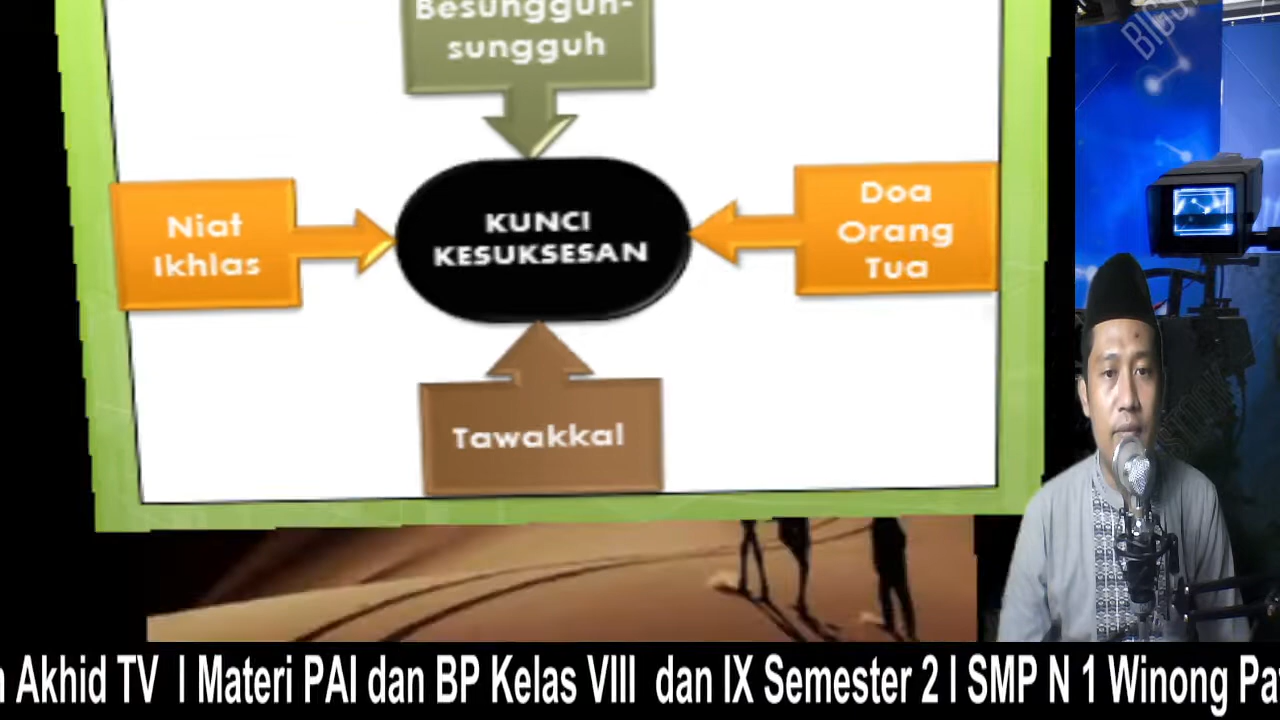 Besungguh-
sungguh
Niat
Ikhlas
KUNCI
KESUKSESAN
Doa
Orang
Tua
Tawakkal
Akhid TV I Materi PAI dan BP Kelas VIII dan IX Semester 2 I SMP N 1 Winong